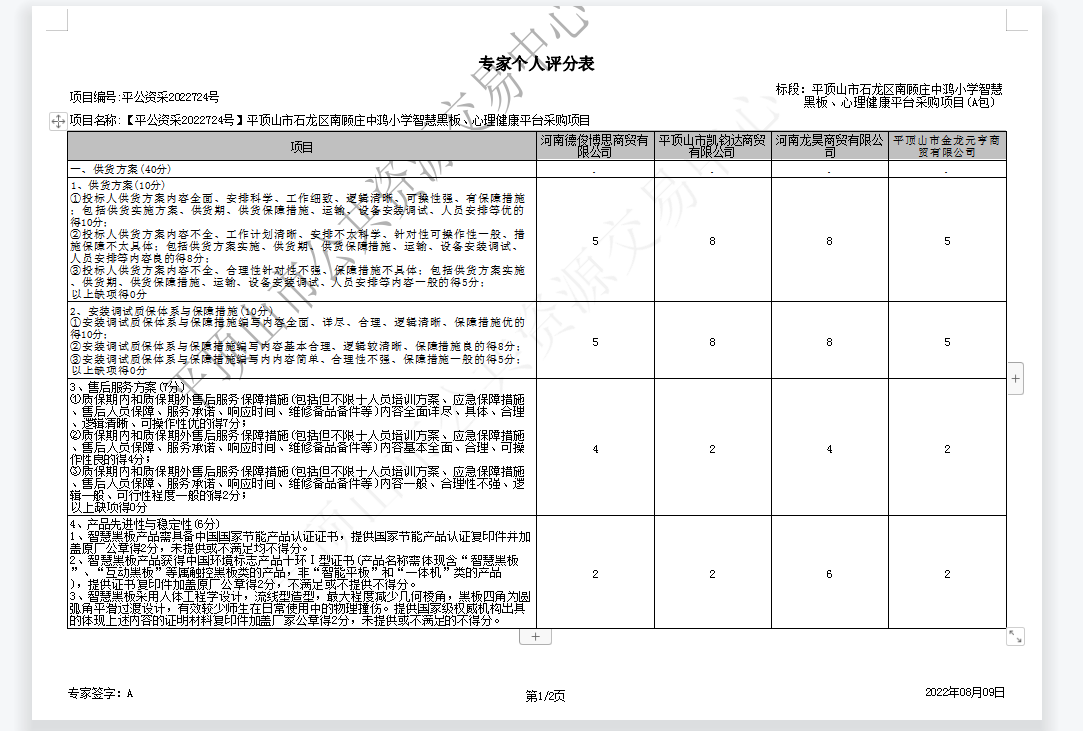 专家个人评分表
项目编号:平公资采2022724号
标段：平顶山市石龙区南顾庄中鸿小学智慧
黑板、心理健康平台采购项目(A包)
项目名称:【平公资采2022724号】平顶山市石龙区南顾庄中鸿小学智慧黑板、心理健康平台采购项目
项目
河南德俊博思商贸有
限公司
平顶山市凯钧达商贸
有限公司
河南龙昊商贸有限公
司
平顶山市金龙元亨商
贸有限公司
一、供货方案(40分)
. . . .
1、供货方案(10分)
①投标人供货方案内容全面、安排科学、工作细致、逻辑清晰、可操性强、有保障措施
；包括供货实施方案、供货期、供货保障措施、运输、设备安装调试、人员安排等优的
得10分；
②投标人供货方案内容不全、工作计划清晰、安排不太科学、针对性可操作性一般、措
施保障不太具体；包括供货方案实施、供货期、供货保障措施、运输、设备安装调试、
人员安排等内容良的得8分；
③投标人供货方案内容不全、合理性针对性不强、保障措施不具体；包括供货方案实施
、供货期、供货保障措施、运输、设备安装调试、人员安排等内容一般的得5分；
以上缺项得0分
5 8 8 5
2、安装调试质保体系与保障措施(10分)
①安装调试质保体系与保障措施编写内容全面、详尽、合理、逻辑清晰、保障措施优的
得10分；
②安装调试质保体系与保障措施编写内容基本合理、逻辑较清晰、保障措施良的得8分；
③安装调试质保体系与保障措施编写内内容简单、合理性不强、保障措施一般的得5分；
以上缺项得0分
5 8 8 5
3、售后服务方案(7分)
①质保期内和质保期外售后服务保障措施(包括但不限于人员培训方案、应急保障措施
、售后人员保障、服务承诺、响应时间、维修备品备件等)内容全面详尽、具体、合理
、逻辑清晰、可操作性优的得7分；
②质保期内和质保期外售后服务保障措施(包括但不限于人员培训方案、应急保障措施
、售后人员保障、服务承诺、响应时间、维修备品备件等)内容基本全面、合理、可操
作性良的得4分；
③质保期内和质保期外售后服务保障措施(包括但不限于人员培训方案、应急保障措施
、售后人员保障、服务承诺、响应时间、维修备品备件等)内容一般、合理性不强、逻
辑一般、可行性程度一般的得2分；
以上缺项得0分
4 2 4 2
4、产品先进性与稳定性(6分)
1、智慧黑板产品需具备中国国家节能产品认证证书，提供国家节能产品认证复印件并加
盖原厂公章得2分，未提供或不满足均不得分。
2、智慧黑板产品获得中国环境标志产品十环Ⅰ型证书(产品名称需体现含“智慧黑板
”、“互动黑板”等属触控黑板类的产品，非“智能平板”和“一体机”类的产品
)，提供证书复印件加盖原厂公章得2分，不满足或不提供不得分。
3、智慧黑板采用人体工程学设计，流线型造型，最大程度减少几何棱角，黑板四角为圆
弧角平滑过渡设计，有效较少师生在日常使用中的物理撞伤。提供国家级权威机构出具
的体现上述内容的证明材料复印件加盖厂家公章得2分，未提供或不满足的不得分。
2 2 6 2
平顶山市公共资源交易中心
平顶山市公共资源交易中心
专家签字：A
第1/2页
2022年08月09日